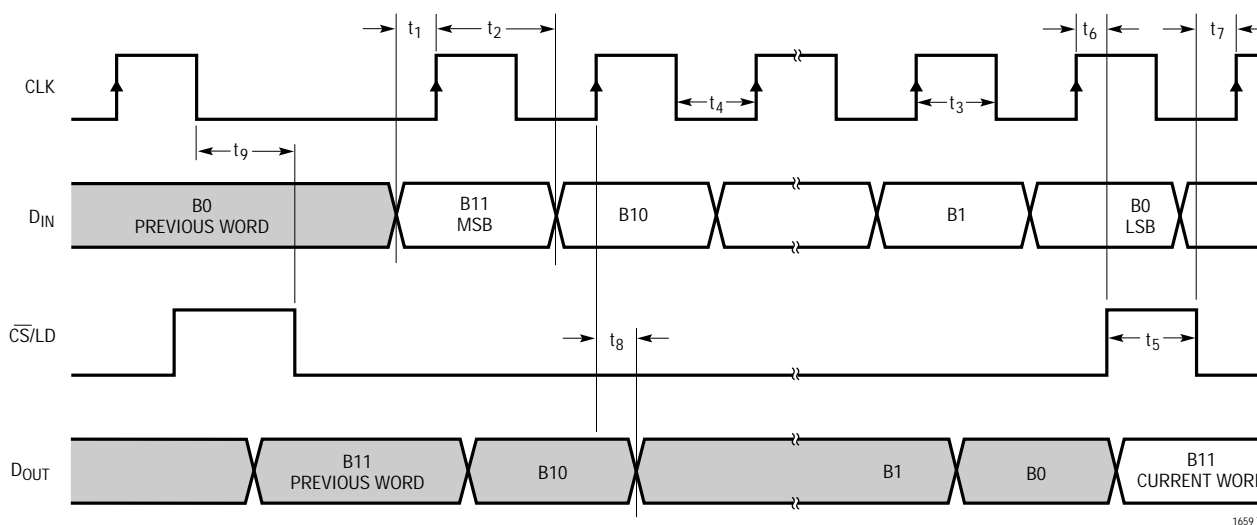 t1
t2
t6
t7
CLK
t4
t3
t9
DIN
B0
PREVIOUS WORD
B11
MSB
B10
B1
B0
LSB
CS/LD
t8
t5
DOUT
B11
PREVIOUS WORD
B10
B1
B0
B11
CURRENT WORD
1659